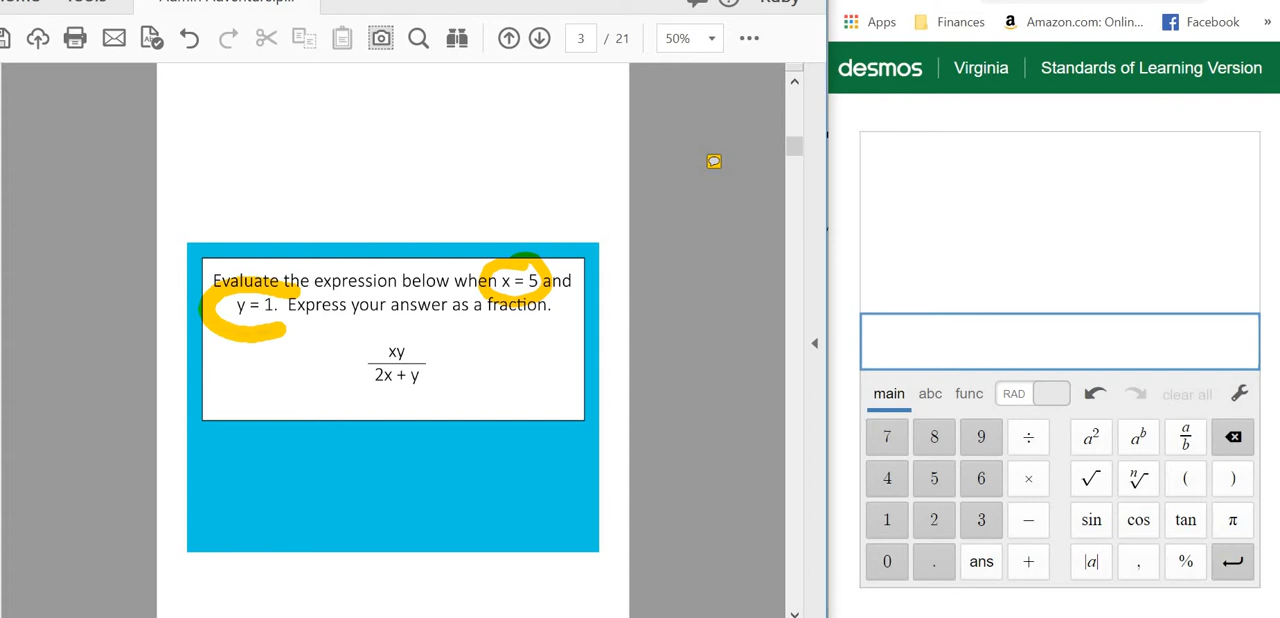 3 / 21
50%
Evaluate the expression below when x = 5 and
y = 1. Express your answer as a fraction.
xy
2x + y
Apps Finances Amazon.com: Onlin... Facebook »
desmos Virginia Standards of Learning Version
main abc func RAD clear all
7 8 9 ÷ a² aᵇ a/b
4 5 6 × √ ⁿ√ ( )
1 2 3 − sin cos tan π
0 . ans + |a| , %